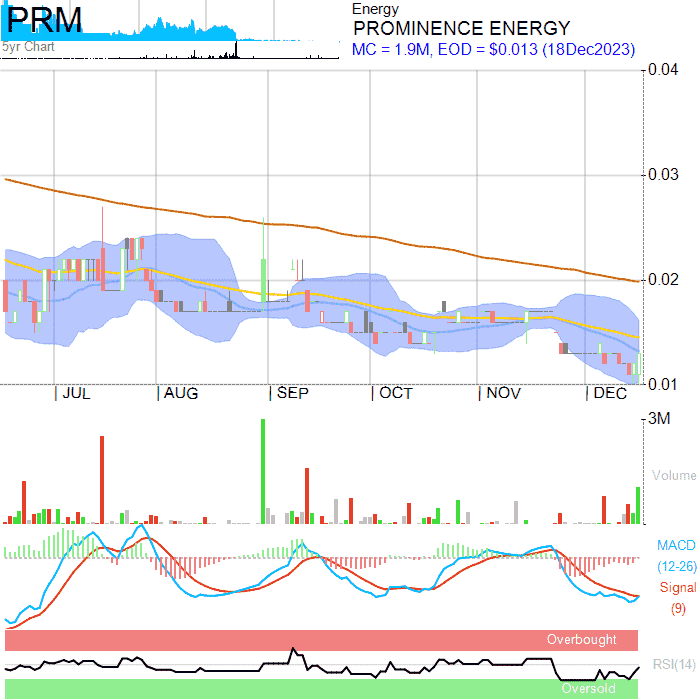 PRM
5yr Chart
Energy
PROMINENCE ENERGY
MC = 1.9M, EOD = $0.013 (18Dec2023)
0.04
0.03
0.02
0.01
| JUL | AUG | SEP | OCT | NOV | DEC
3M
Volume
MACD
(12-26)
Signal
(9)
Overbought
RSI(14)
Oversold